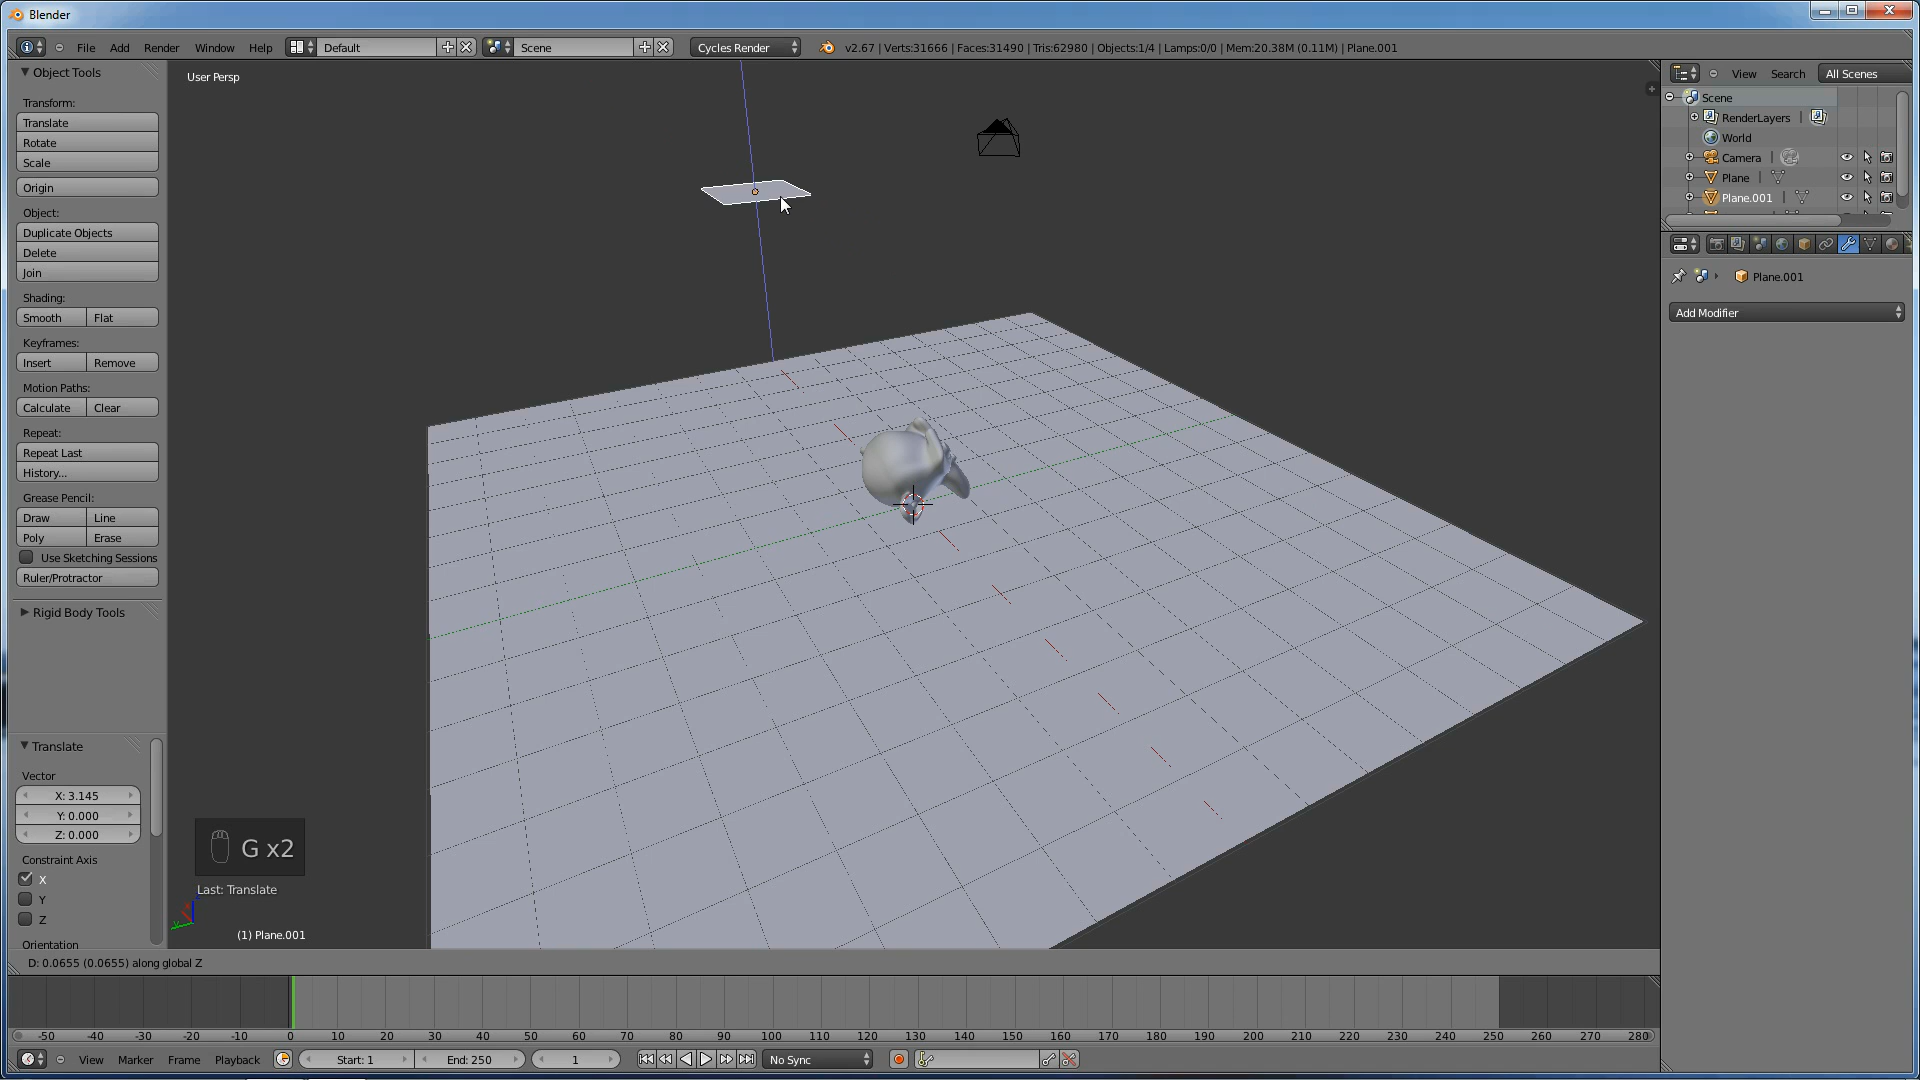 Blender
File Add Render Window Help Default Scene Cycles Render v2.67 | Verts:31666 | Faces:31490 | Tris:62980 | Objects:1/4 | Lamps:0/0 | Mem:20.38M (0.11M) | Plane.001
Object Tools
Transform:
Translate
Rotate
Scale
Origin
Object:
Duplicate Objects
Delete
Join
Shading:
Smooth Flat
Keyframes:
Insert Remove
Motion Paths:
Calculate Clear
Repeat:
Repeat Last
History...
Grease Pencil:
Draw Line
Poly Erase
Use Sketching Sessions
Ruler/Protractor
Rigid Body Tools
Translate
Vector
X: 3.145
Y: 0.000
Z: 0.000
Constraint Axis
X
Y
Z
Orientation
User Persp
G x2
Last: Translate
(1) Plane.001
D: 0.0655 (0.0655) along global Z
View Search All Scenes
Scene
RenderLayers |
World
Camera |
Plane |
Plane.001 |
Plane.001
Add Modifier
-50 -40 -30 -20 -10 0 10 20 30 40 50 60 70 80 90 100 110 120 130 140 150 160 170 180 190 200 210 220 230 240 250 260 270 280
View Marker Frame Playback Start: 1 End: 250 1 No Sync